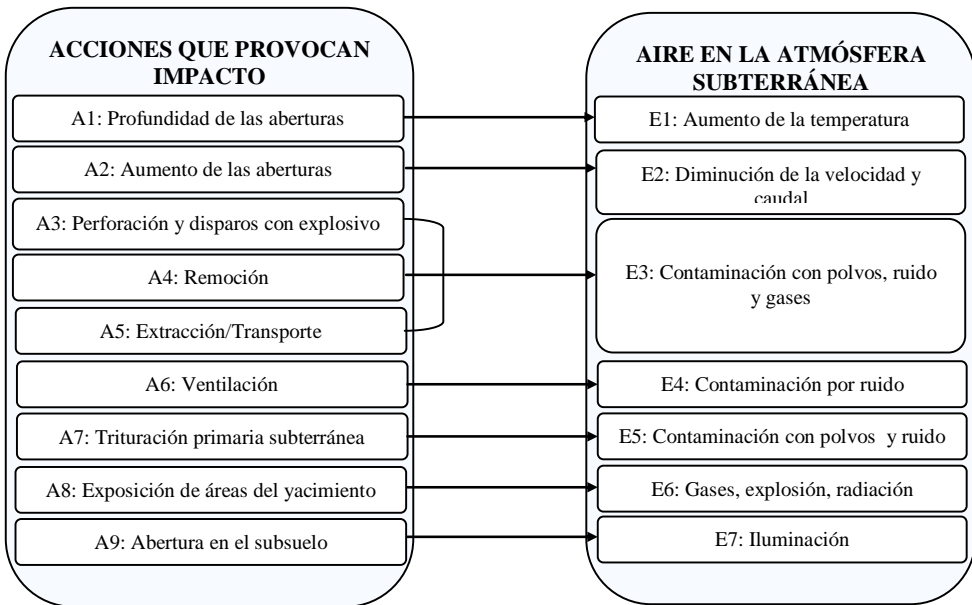 ACCIONES QUE PROVOCAN
IMPACTO
A1: Profundidad de las aberturas
A2: Aumento de las aberturas
A3: Perforación y disparos con explosivo
A4: Remoción
A5: Extracción/Transporte
A6: Ventilación
A7: Trituración primaria subterránea
A8: Exposición de áreas del yacimiento
A9: Abertura en el subsuelo
AIRE EN LA ATMÓSFERA
SUBTERRÁNEA
E1: Aumento de la temperatura
E2: Diminución de la velocidad y
caudal
E3: Contaminación con polvos, ruido
y gases
E4: Contaminación por ruido
E5: Contaminación con polvos y ruido
E6: Gases, explosión, radiación
E7: Iluminación